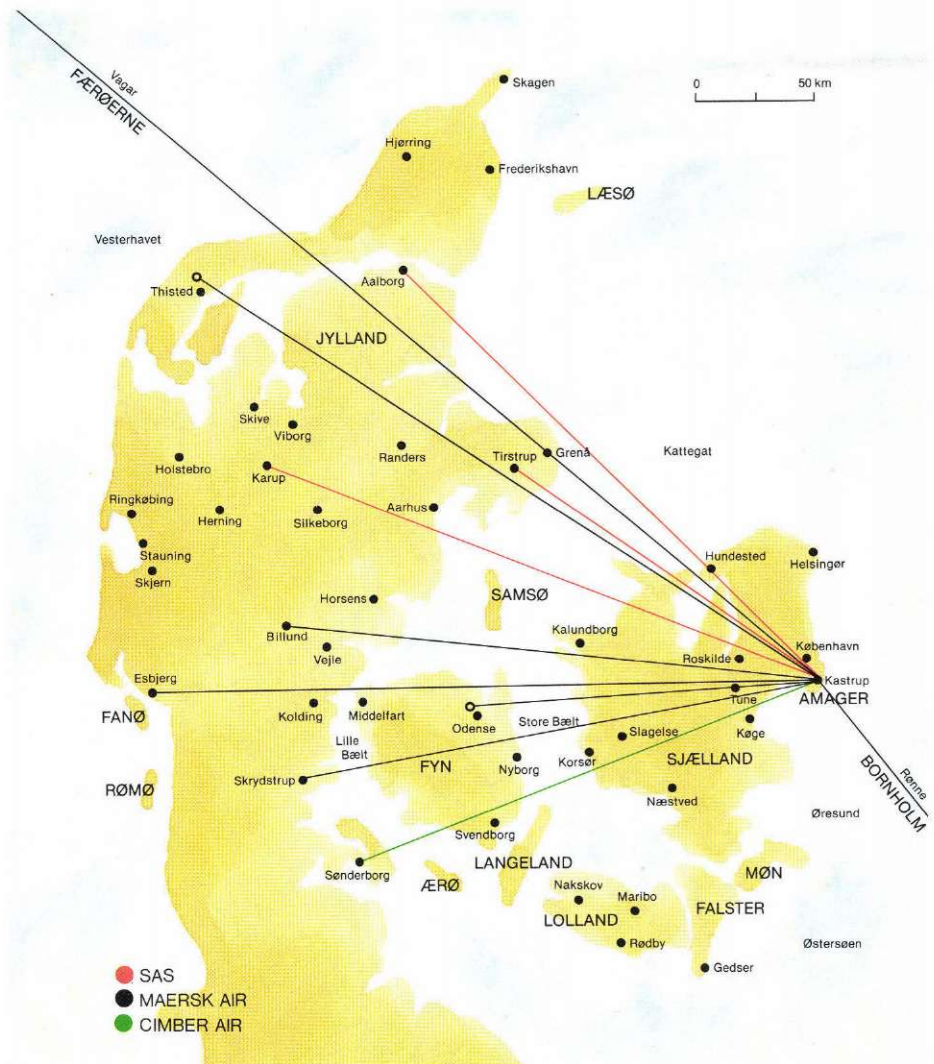 Vagar
FÆRØERNE
Skagen
0 50 km
Hjørring
Frederikshavn
LÆSØ
Vesterhavet
Aalborg
Thisted
JYLLAND
Skive
Viborg
Randers
Tirstrup
Grenå
Kattegat
Holstebro
Karup
Ringkøbing
Herning
Silkeborg
Aarhus
Stauning
Skjern
Hundested
Helsingør
Horsens
SAMSØ
Billund
Kalundborg
Vejle
Roskilde
København
Esbjerg
Kastrup
AMAGER
FANØ
Kolding
Middelfart
Odense
Store Bælt
Tune
Køge
Lille
Bælt
Slagelse
FYN
Nyborg
Korsør
SJÆLLAND
Skrydstrup
RØMØ
Næstved
Rønne
BORNHOLM
Øresund
Svendborg
Sønderborg
LANGELAND
ÆRØ
MØN
Nakskov
Maribo
LOLLAND
FALSTER
Rødby
Østersøen
Gedser
SAS
MAERSK AIR
CIMBER AIR